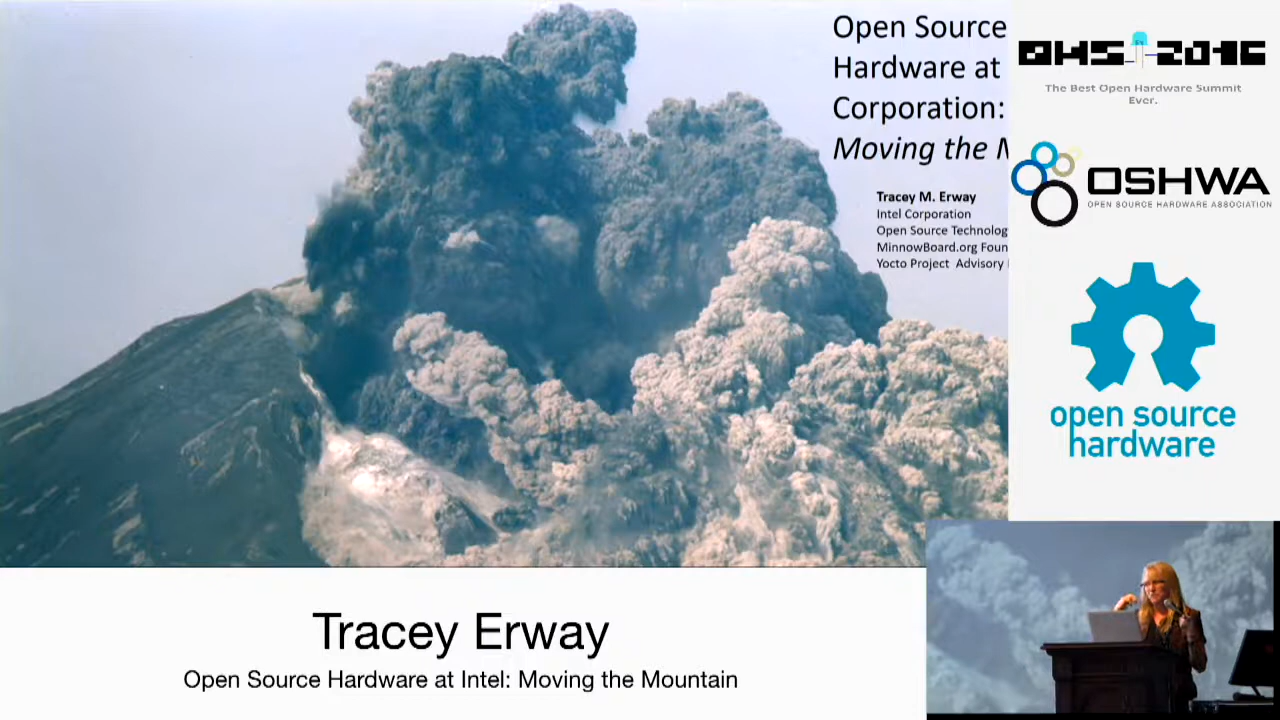 Open Source
Hardware at
Corporation:
Moving the
Tracey M. Erway
Intel Corporation
Open Source Technolog
MinnowBoard.org Foun
Yocto Project Advisory
OHS 2016
The Best Open Hardware Summit
Ever.
OSHWA
OPEN SOURCE HARDWARE ASSOCIATION
open source
hardware
Tracey Erway
Open Source Hardware at Intel: Moving the Mountain